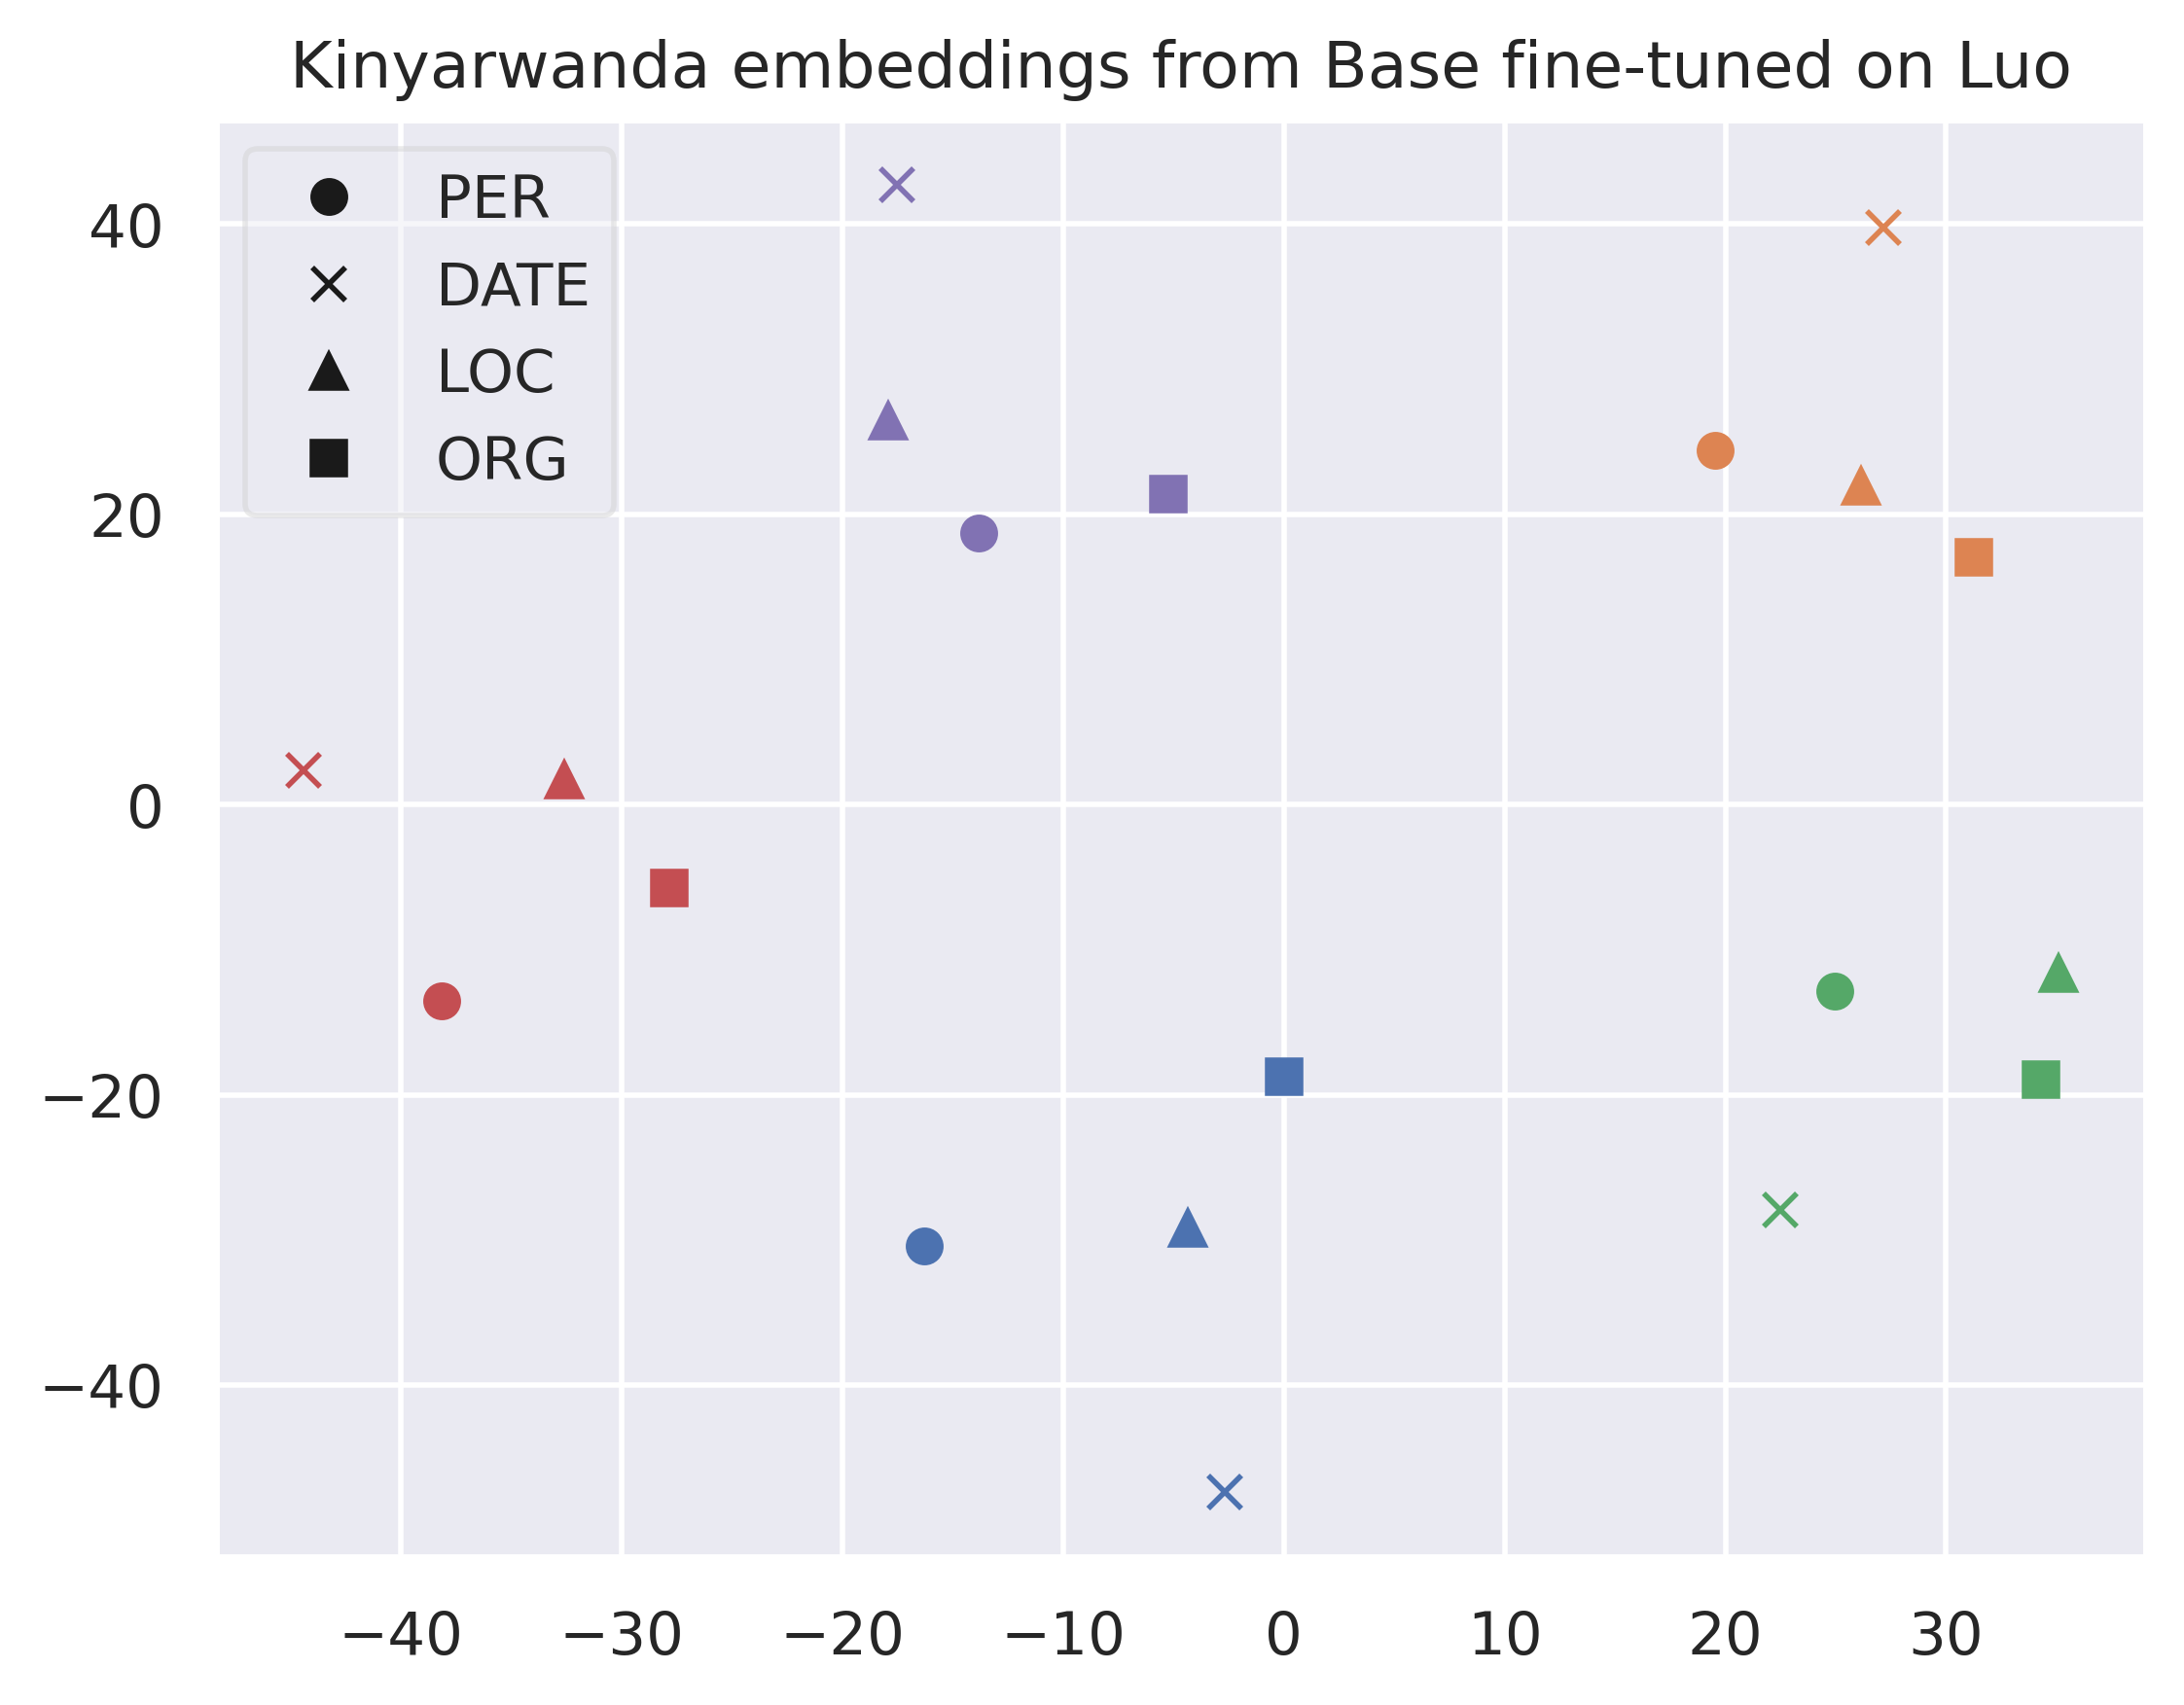 Kinyarwanda embeddings from Base fine-tuned on Luo
PER
DATE
LOC
ORG
40
20
0
−20
−40
−40 −30 −20 −10 0 10 20 30